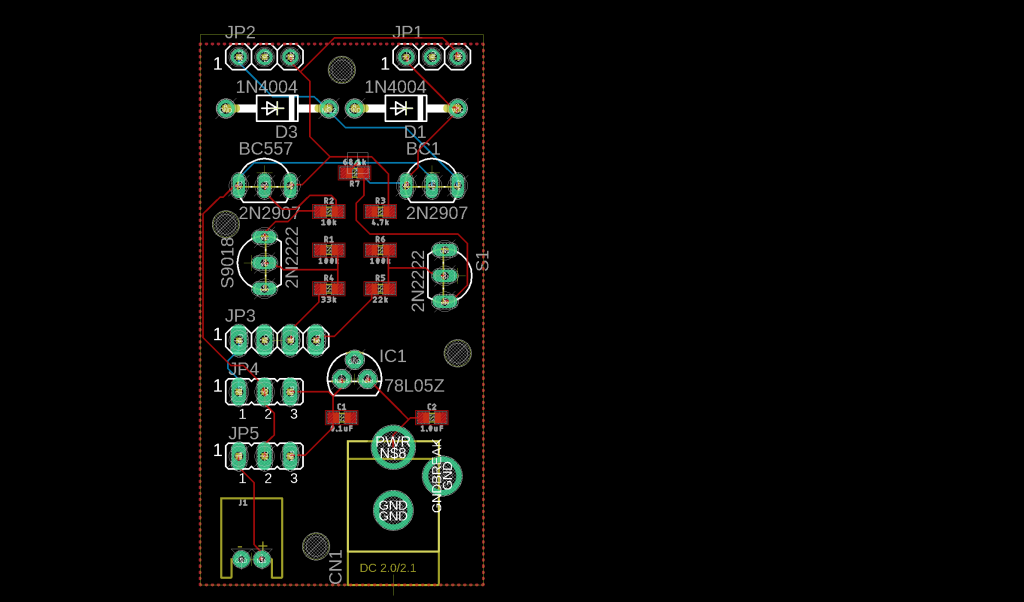 JP2 JP1
1 1
1N4004 1N4004
D3 D1
BC557 BC1
R7
2N2907 2N2907
R2 R3
10k 4.7k
S9018 2N2222 2N2222 S1
R1 R6
100k 100k
R4 R5
33k 22k
JP3
1
IC1
JP4
78L05Z
1
1 2 3
C1 C2
0.1uF 1.0uF
JP5
1
PWR
N$8
GNDBREAK
GND
1 2 3
J1
GND
GND
- +
CN1
DC 2.0/2.1